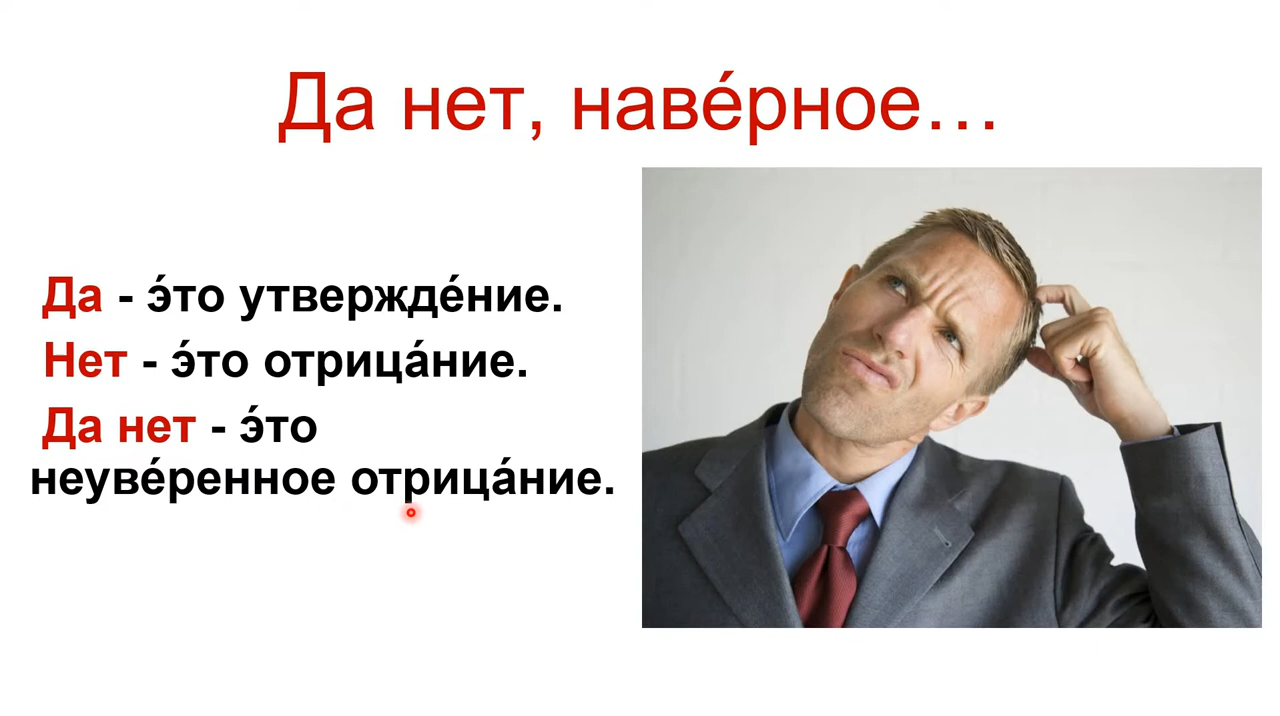 Да нет, наве́рное…
Да - э́то утвержде́ние.
Нет - э́то отрица́ние.
Да нет - э́то
неуве́ренное отрица́ние.